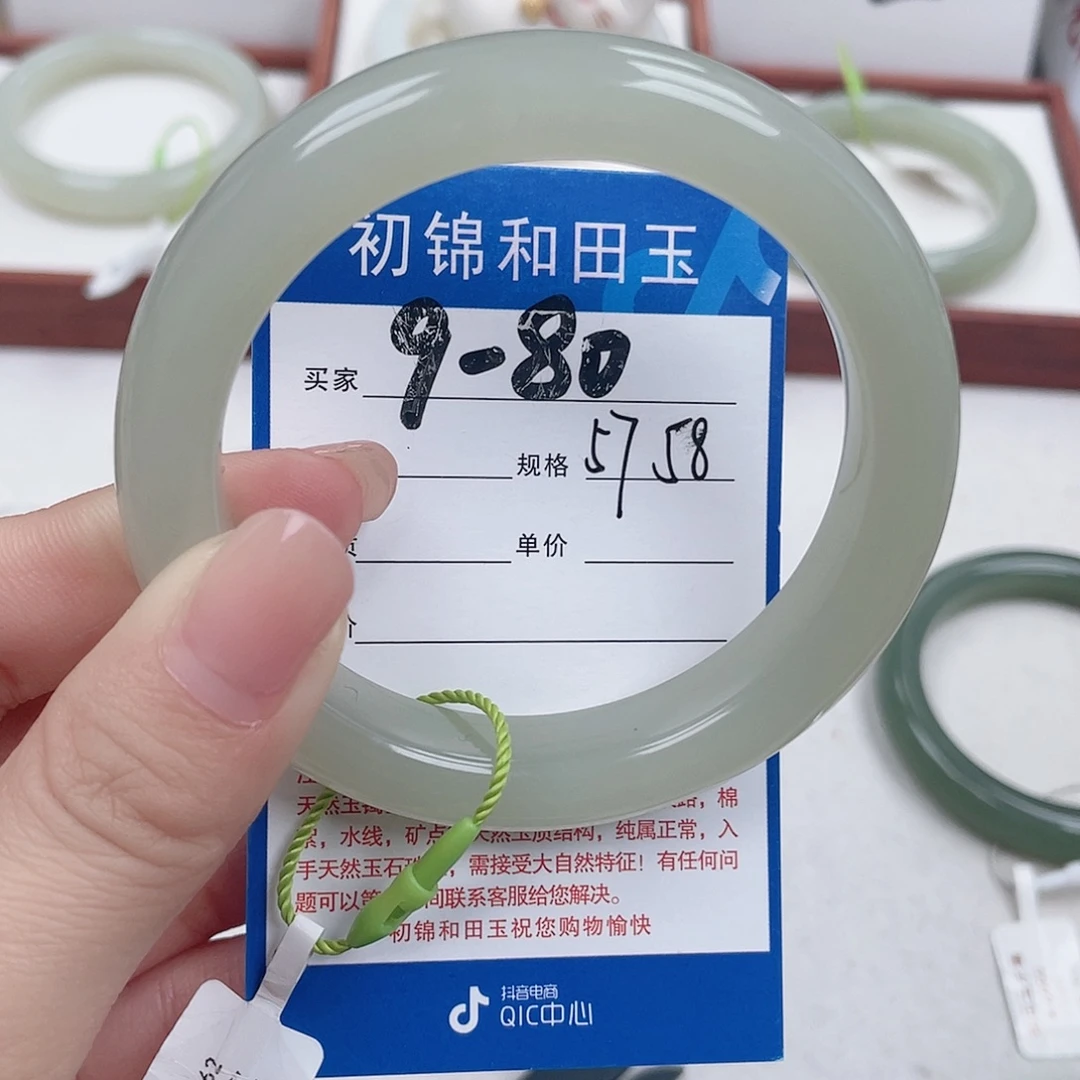 初锦和田玉
买家 9-80
规格 57 58
单价
天然玉
棉
絮，水线，矿点 天然玉质结构，纯属正常，入
手天然玉石 ，需接受大自然特征！有任何问
题可以 间联系客服给您解决。
初锦和田玉祝您购物愉快
抖音电商
QIC中心
62